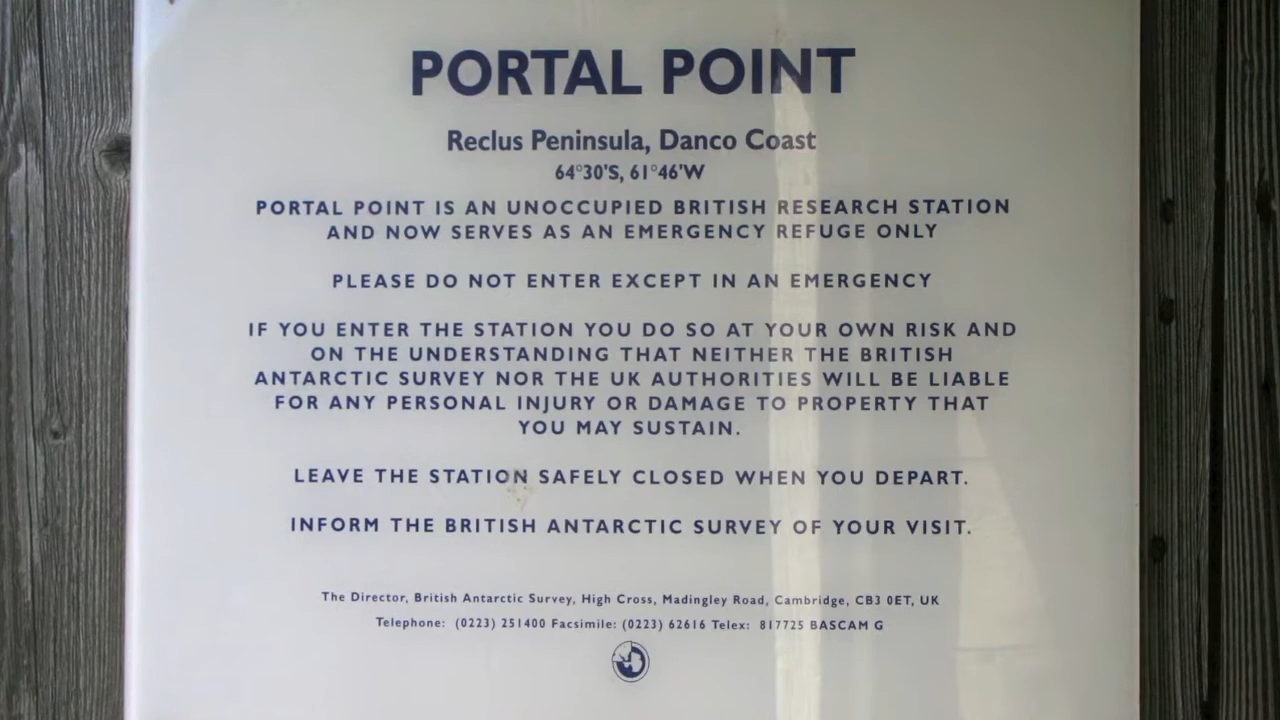 PORTAL POINT
Reclus Peninsula, Danco Coast
64°30'S, 61°46'W
PORTAL POINT IS AN UNOCCUPIED BRITISH RESEARCH STATION
AND NOW SERVES AS AN EMERGENCY REFUGE ONLY
PLEASE DO NOT ENTER EXCEPT IN AN EMERGENCY
IF YOU ENTER THE STATION YOU DO SO AT YOUR OWN RISK AND
ON THE UNDERSTANDING THAT NEITHER THE BRITISH
ANTARCTIC SURVEY NOR THE UK AUTHORITIES WILL BE LIABLE
FOR ANY PERSONAL INJURY OR DAMAGE TO PROPERTY THAT
YOU MAY SUSTAIN.
LEAVE THE STATION SAFELY CLOSED WHEN YOU DEPART.
INFORM THE BRITISH ANTARCTIC SURVEY OF YOUR VISIT.
The Director, British Antarctic Survey, High Cross, Madingley Road, Cambridge, CB3 0ET, UK
Telephone: (0223) 251400 Facsimile: (0223) 62616 Telex: 817725 BASCAM G